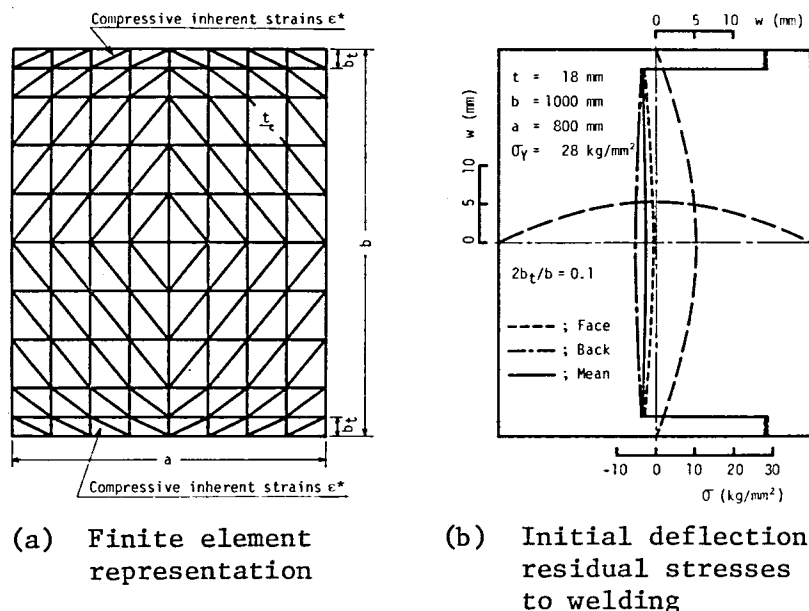 Compressive inherent strains ε*
b_t
t
b
b_t
a
Compressive inherent strains ε*
(a) Finite element
representation
0 5 10 w (mm)
t = 18 mm
b = 1000 mm
a = 800 mm
σ_Y = 28 kg/mm²
w (mm)
10
5
0
2b_t/b = 0.1
; Face
; Back
; Mean
-10 0 10 20 30
σ (kg/mm²)
(b) Initial deflection
residual stresses
to welding